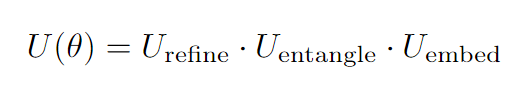 U(θ) = U_refine · U_entangle · U_embed